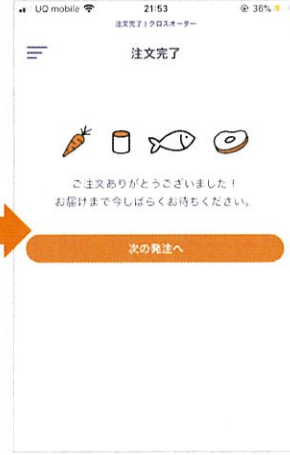 UQ mobile 21:53 36%
注文完了 | クロスオーダー
注文完了
ご注文ありがとうございました！
お届けまで今しばらくお待ちください。
次の発注へ